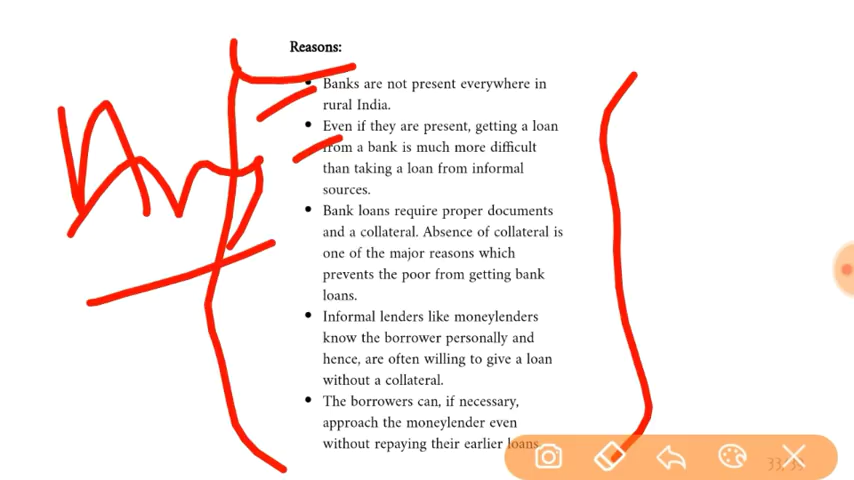 Reasons:
• Banks are not present everywhere in
rural India.
• Even if they are present, getting a loan
from a bank is much more difficult
than taking a loan from informal
sources.
• Bank loans require proper documents
and a collateral. Absence of collateral is
one of the major reasons which
prevents the poor from getting bank
loans.
• Informal lenders like moneylenders
know the borrower personally and
hence, are often willing to give a loan
without a collateral.
• The borrowers can, if necessary,
approach the moneylender even
without repaying their earlier loans